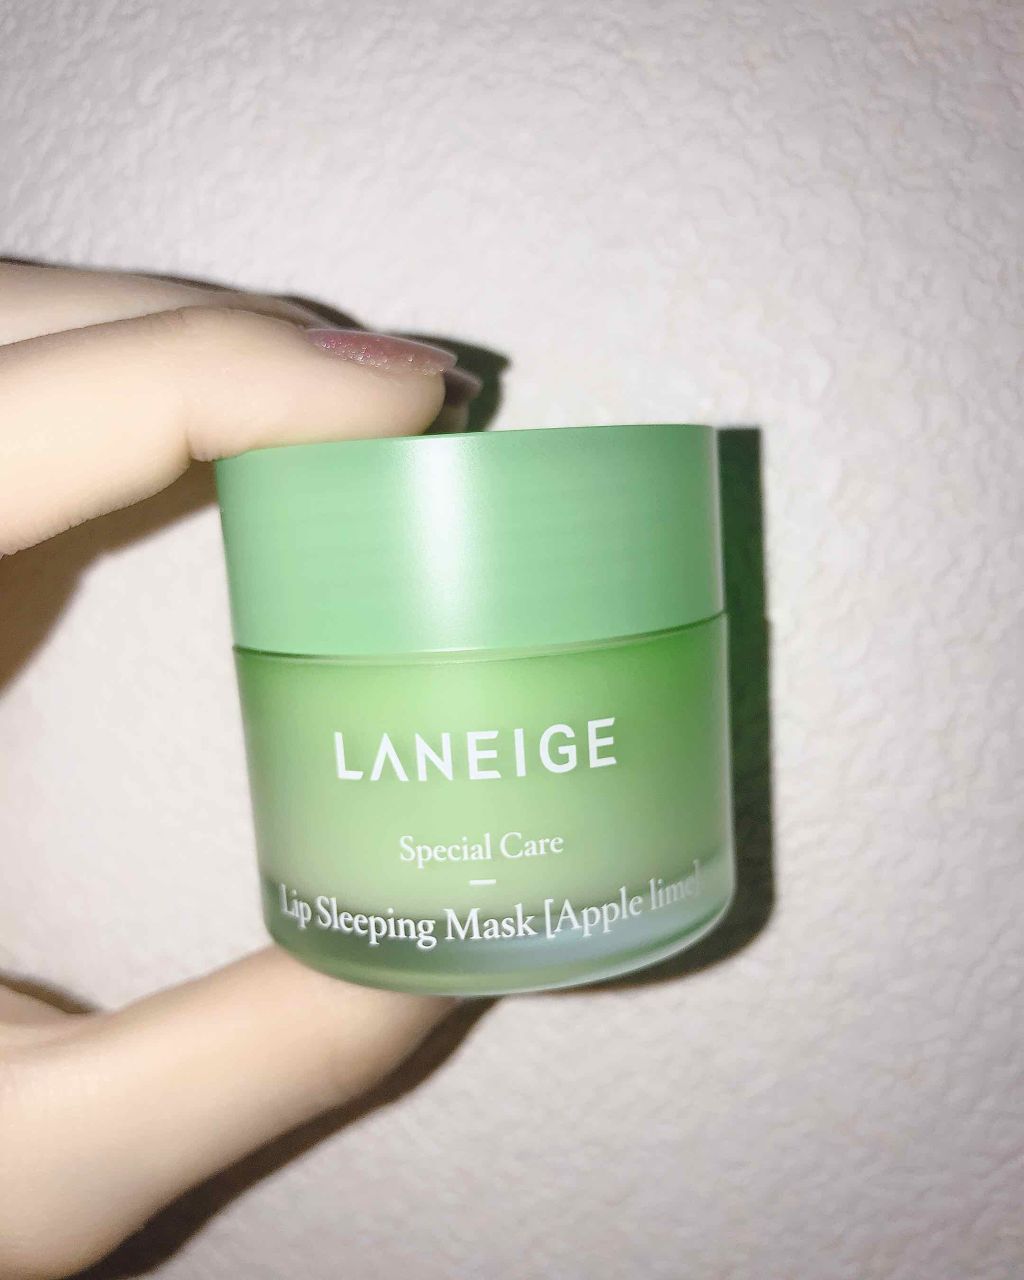 LANEIGE
Special Care
Lip Sleeping Mask [Apple lime]